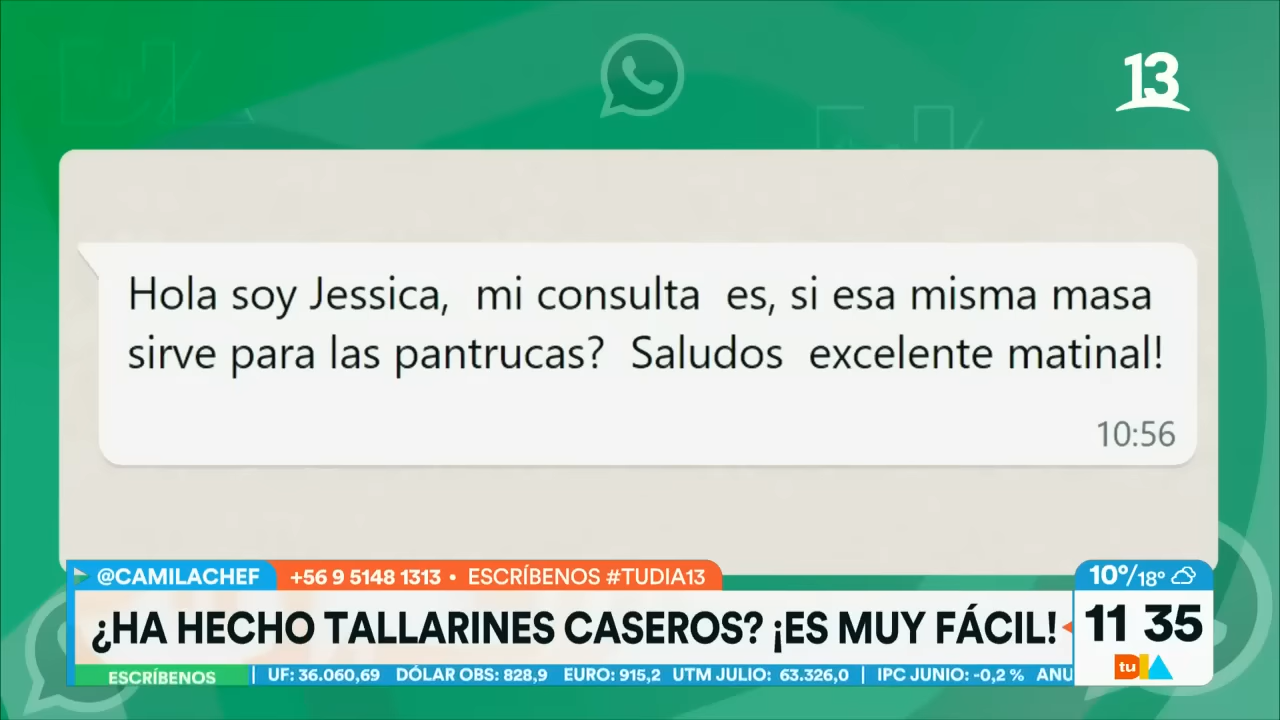 13
Hola soy Jessica,  mi consulta  es, si esa misma masa
sirve para las pantrucas?  Saludos  excelente matinal!
10:56
@CAMILACHEF
+56 9 5148 1313 • ESCRÍBENOS #TUDIA13
10°/18°
¿HA HECHO TALLARINES CASEROS? ¡ES MUY FÁCIL!
11 35
tu DIA
ESCRÍBENOS
UF: 36.060,69 DÓLAR OBS: 828,9 EURO: 915,2 UTM JULIO: 63.326,0 | IPC JUNIO: -0,2 % ANU